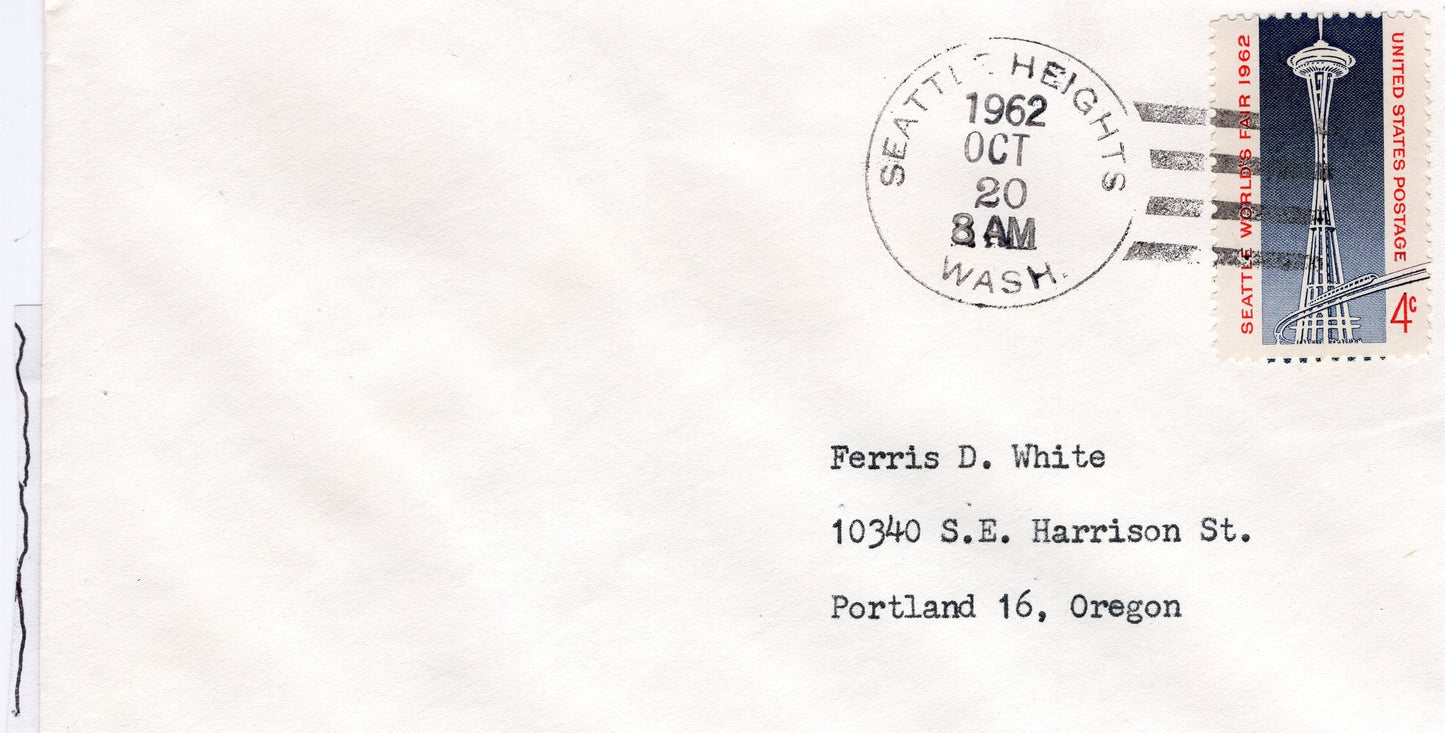 SEATTLE HEIGHTS
1962
OCT
20
8 AM
WASH.
SEATTLE WORLD'S FAIR 1962
UNITED STATES POSTAGE
4c
Ferris D. White
10340 S.E. Harrison St.
Portland 16, Oregon